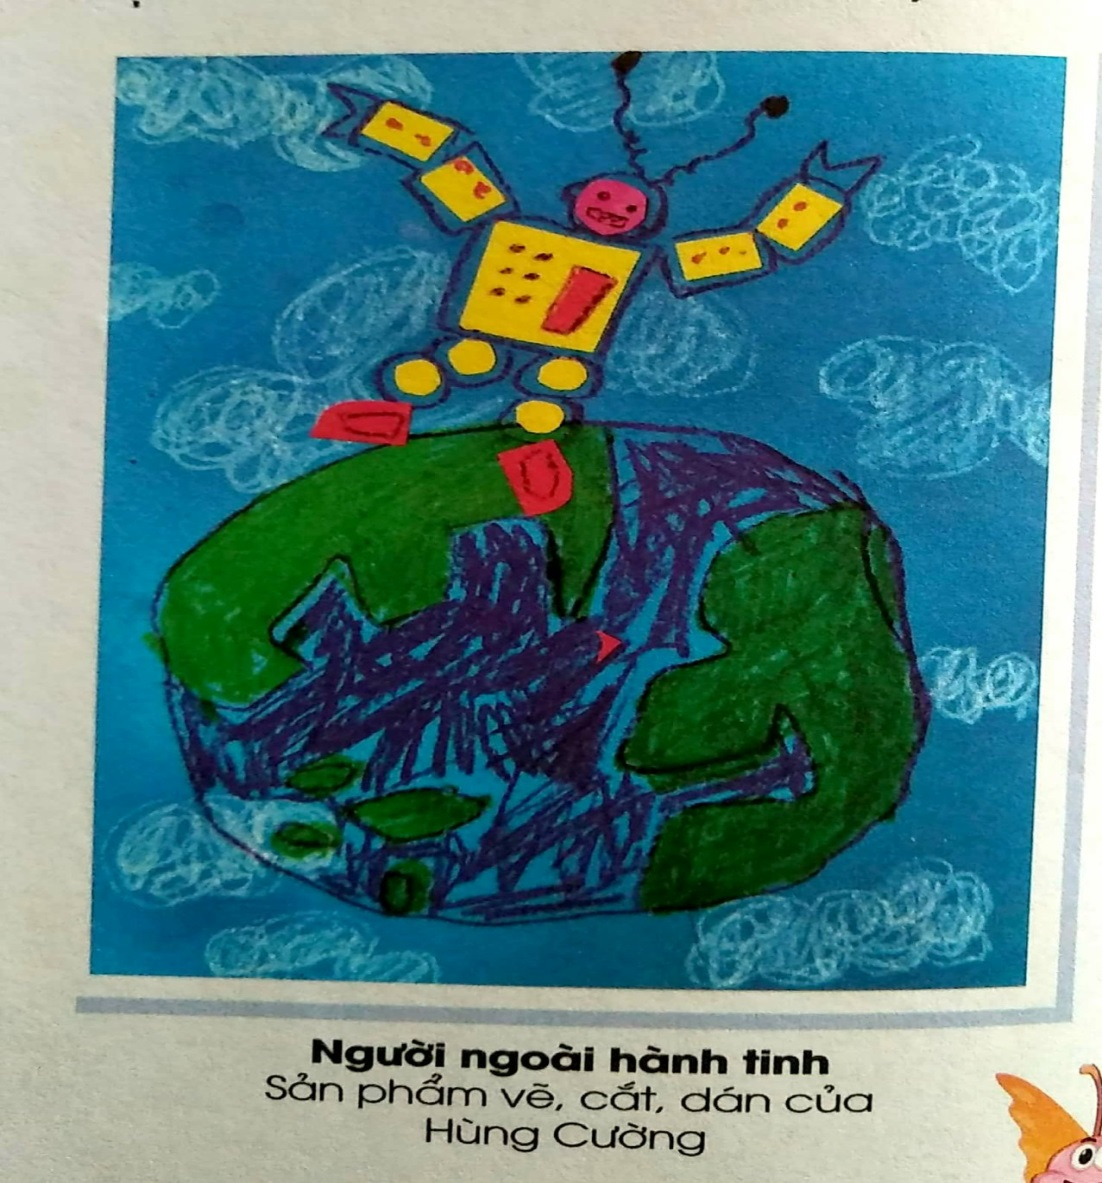 Người ngoài hành tinh
Sản phẩm vẽ, cắt, dán của
Hùng Cường